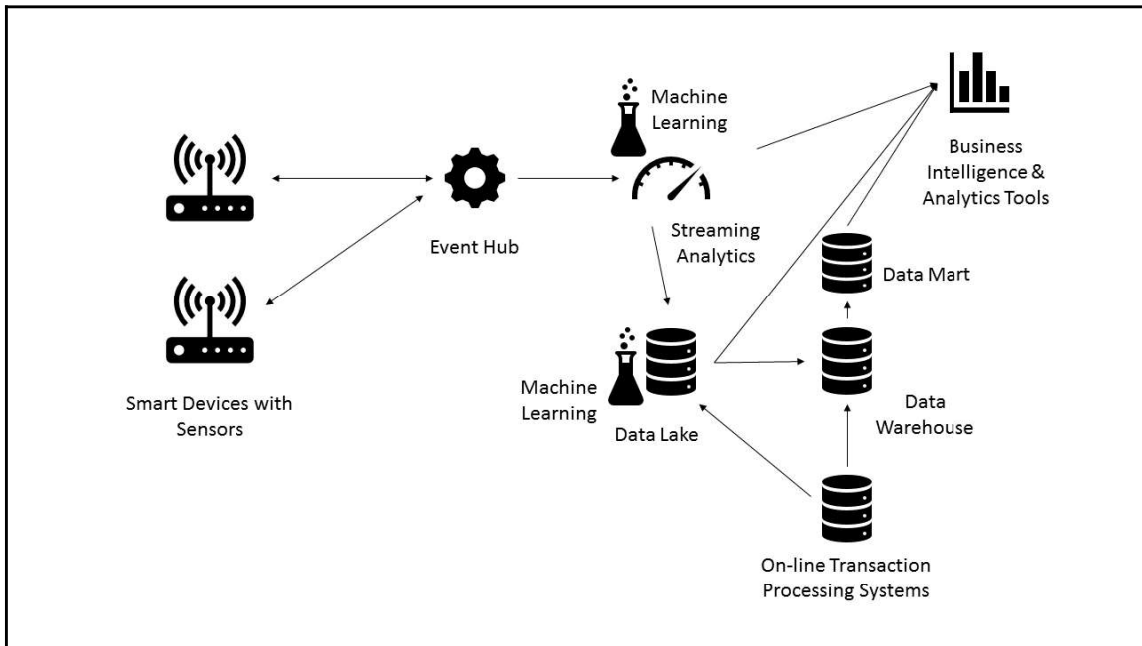 Machine
Learning
Business
Intelligence &
Analytics Tools
Event Hub
Streaming
Analytics
Data Mart
Smart Devices with
Sensors
Machine
Learning
Data Lake
Data
Warehouse
On-line Transaction
Processing Systems